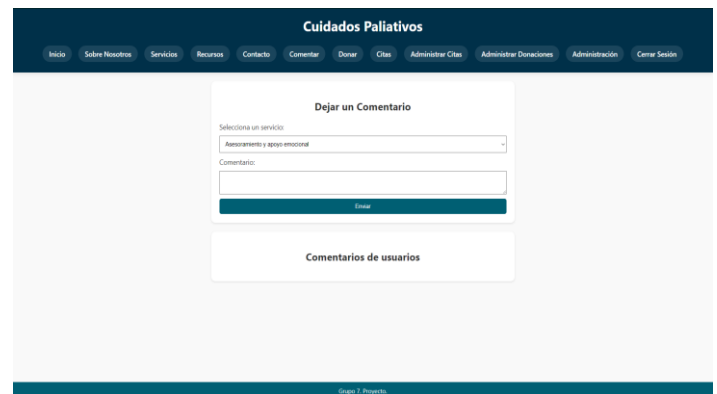 Cuidados Paliativos
Inicio Sobre Nosotros Servicios Recursos Contacto Comentar Donar Citas Administrar Citas Administrar Donaciones Administración Cerrar Sesión
Dejar un Comentario
Selecciona un servicio:
Asesoramiento y apoyo emocional
Comentario:
Enviar
Comentarios de usuarios
Grupo 7. Proyecto.